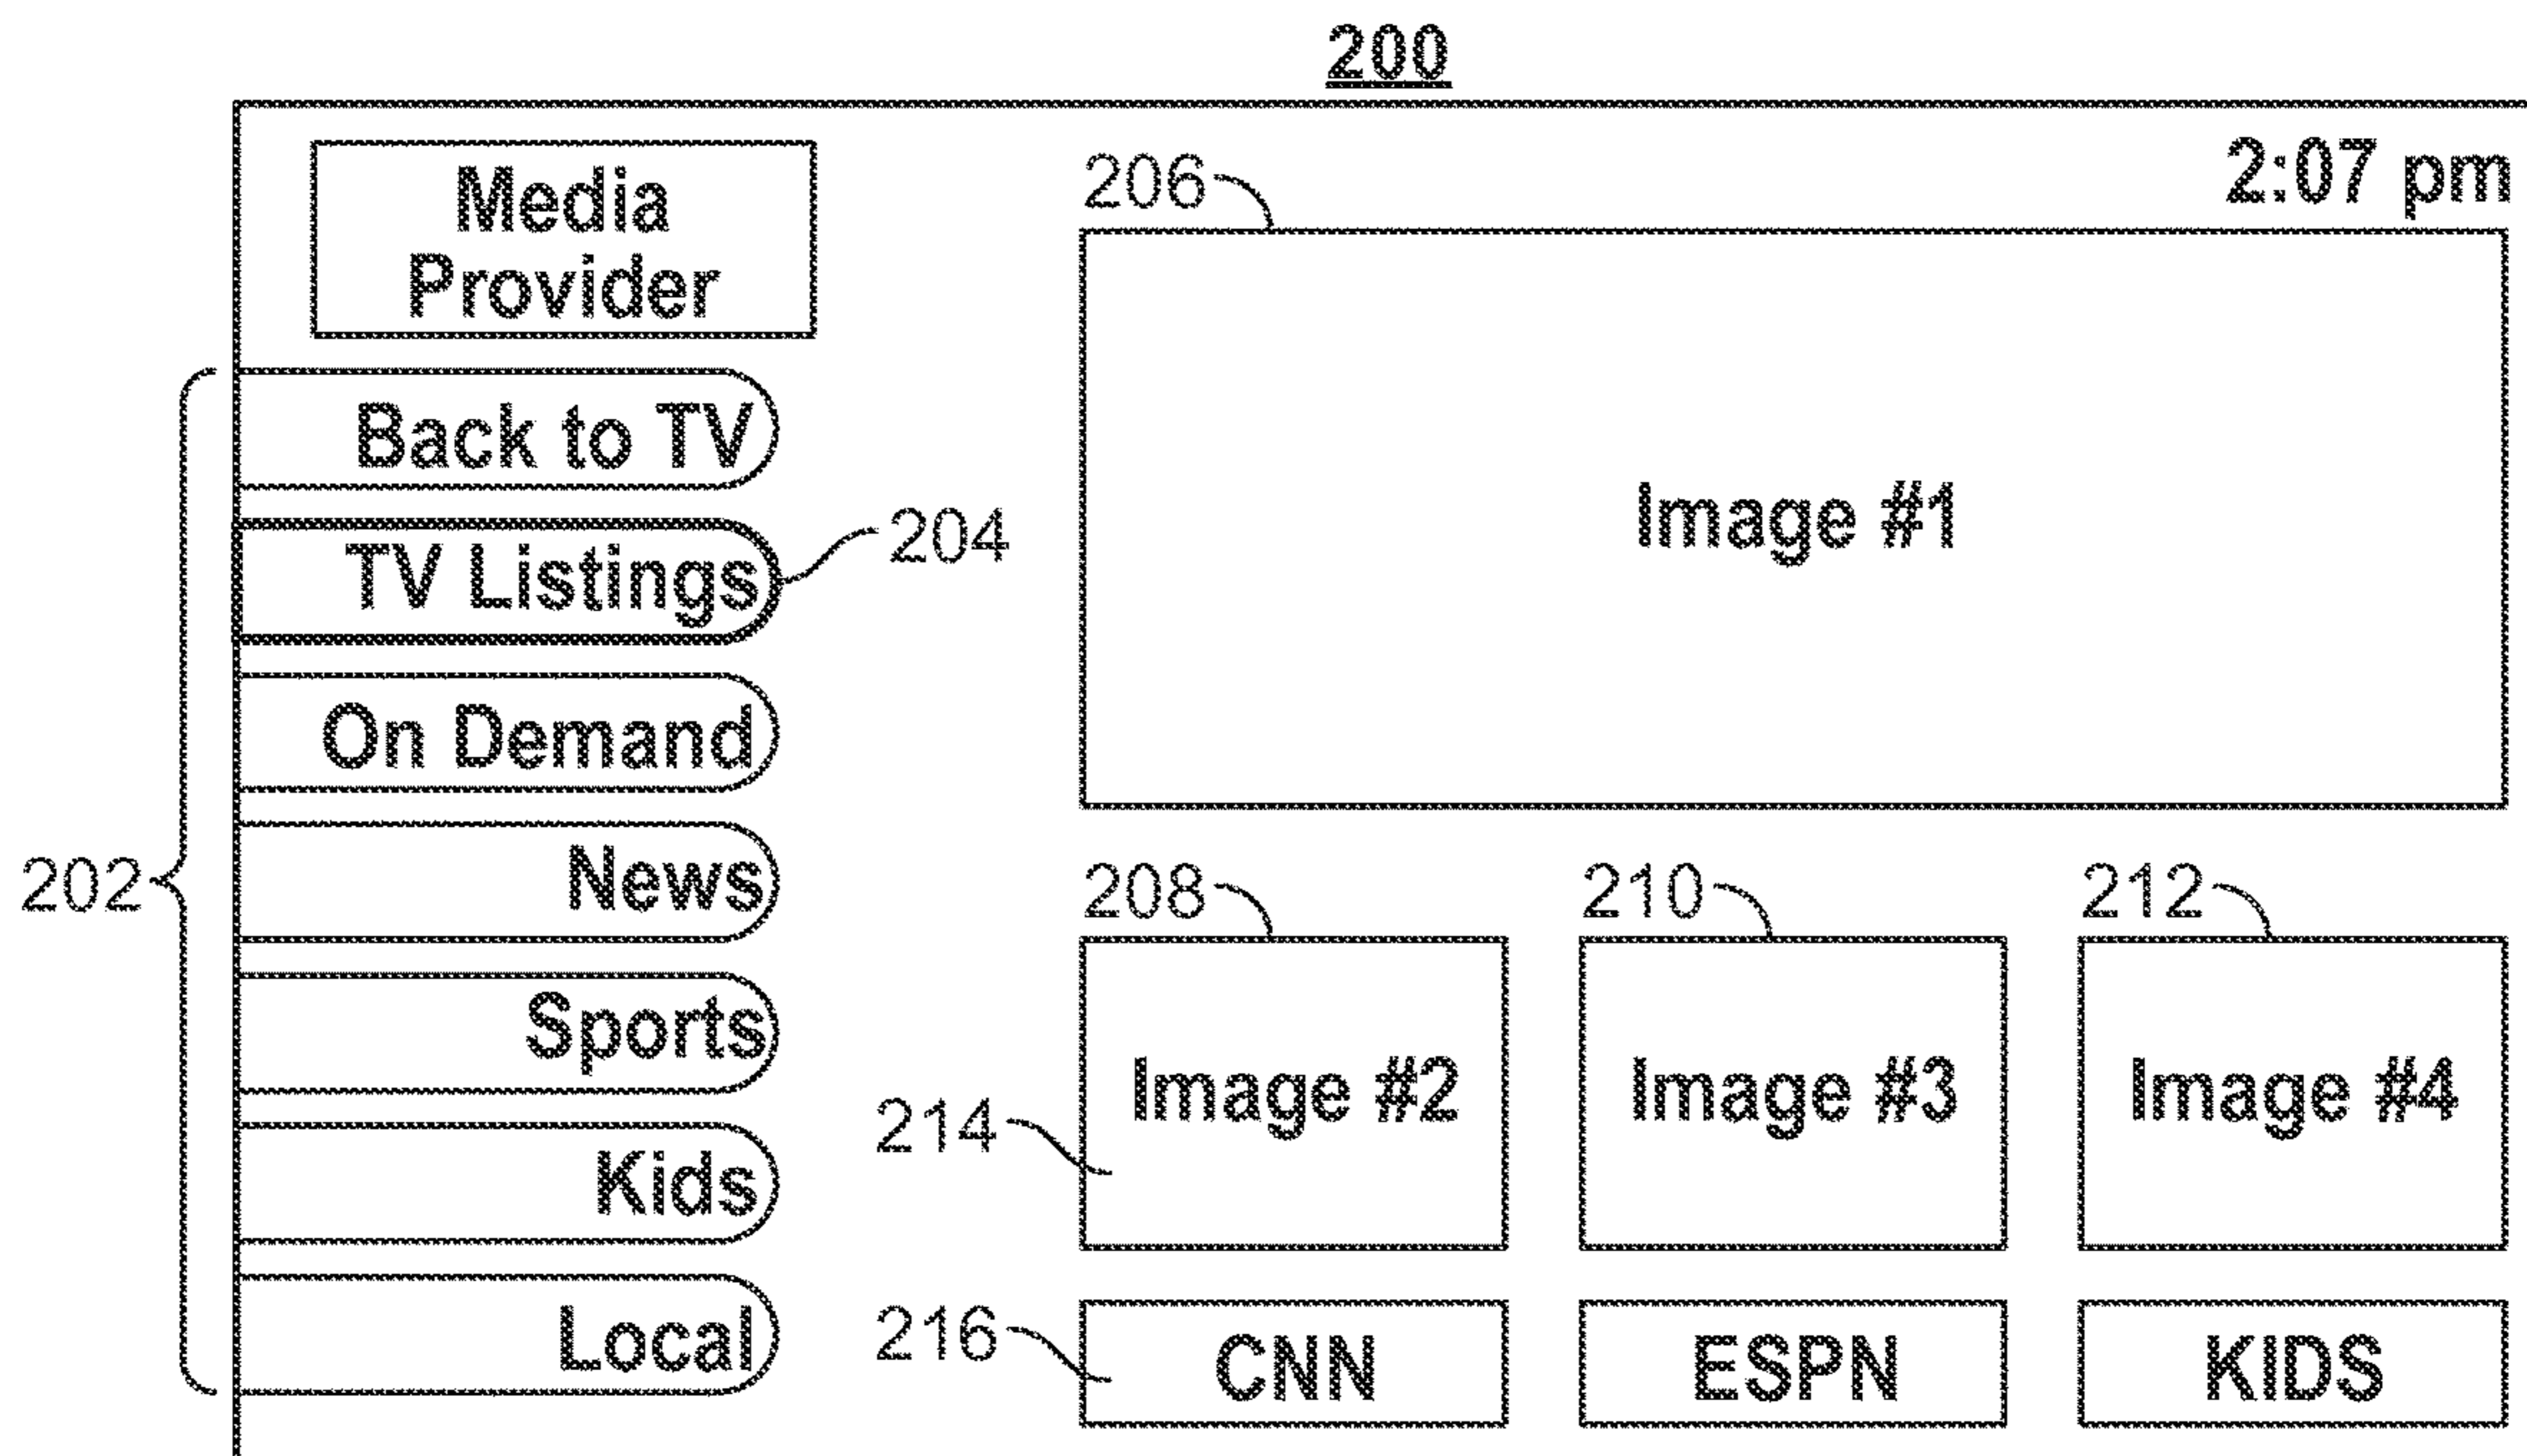 200
2:07 pm
Media
Provider
206
Image #1
Back to TV
TV Listings
204
On Demand
News
202
Sports
Kids
Local
208
210
212
Image #2
Image #3
Image #4
214
216
CNN
ESPN
KIDS